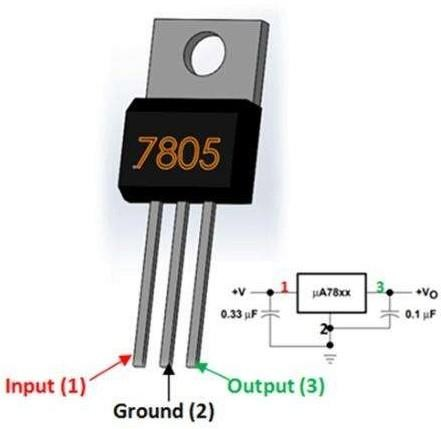 7805
+V 1 µA78xx 3 +VO
0.33 µF 0.1 µF
2
Input (1)
Output (3)
Ground (2)